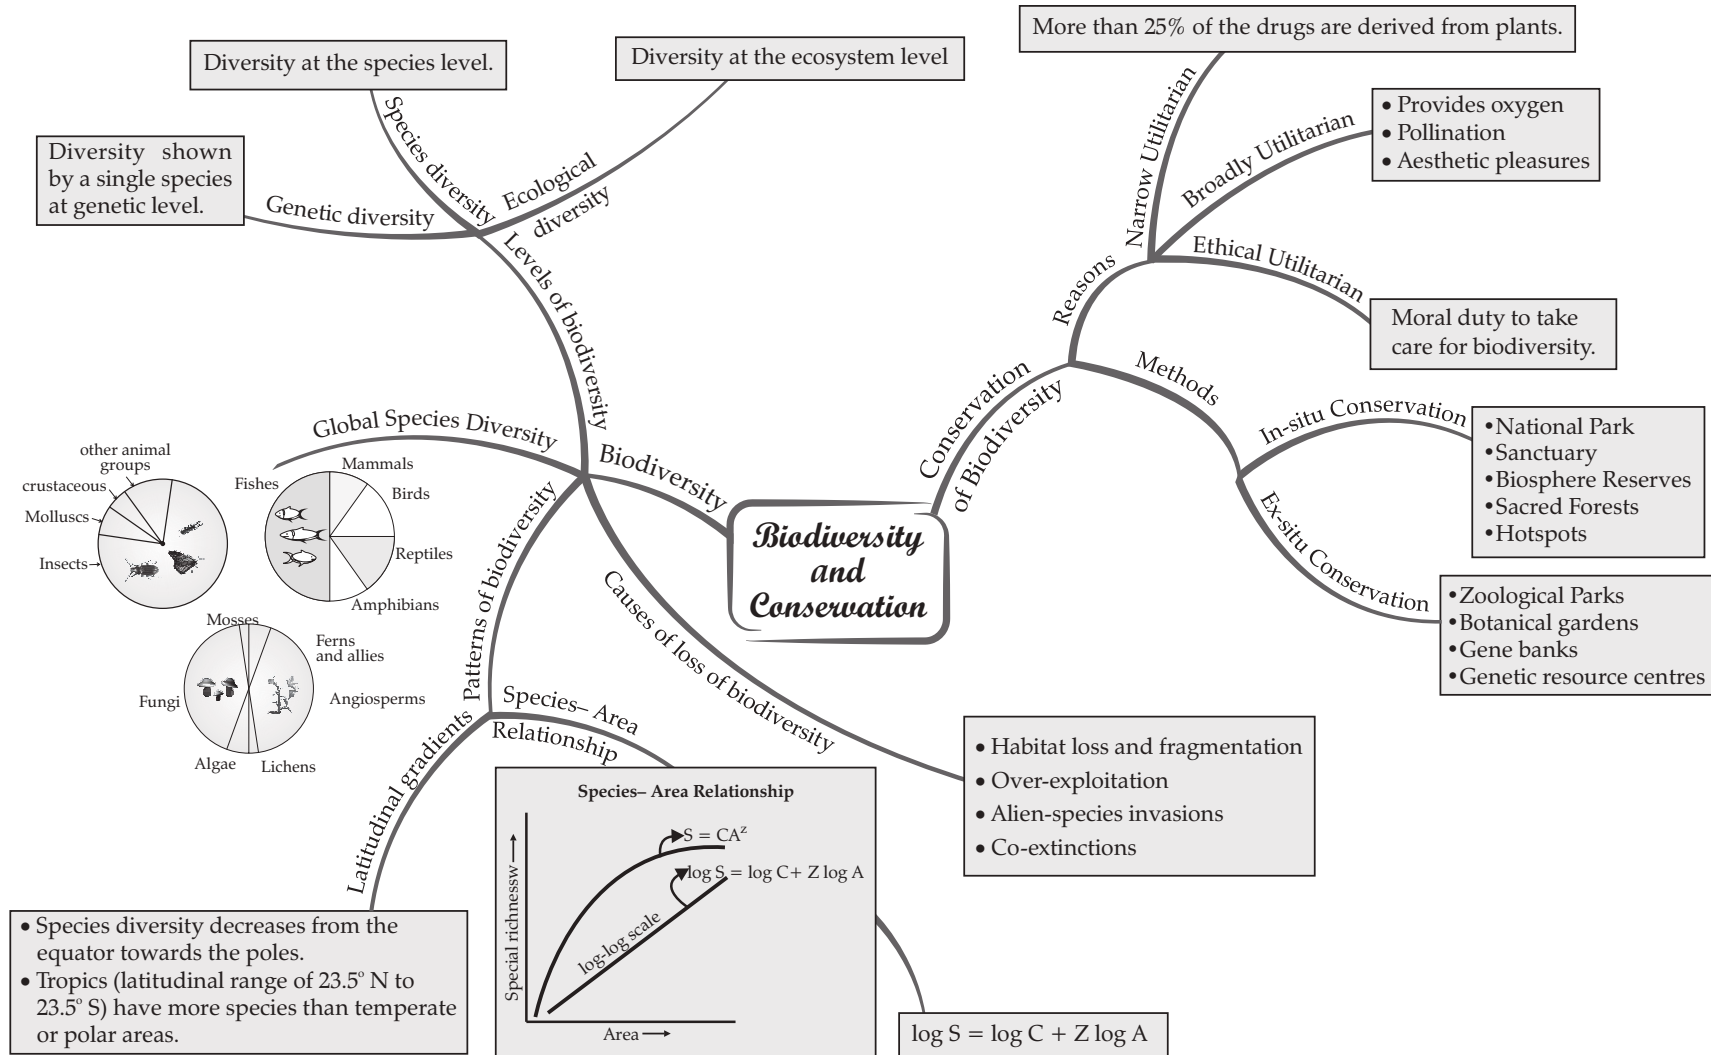 Biodiversity
and
Conservation
Biodiversity
Levels of biodiversity
Genetic diversity
Diversity shown
by a single species
at genetic level.
Species diversity
Diversity at the species level.
Ecological
diversity
Diversity at the ecosystem level
Global Species Diversity
other animal
groups
crustaceous
Molluscs
Insects
Fishes
Mammals
Birds
Reptiles
Amphibians
Mosses
Ferns
and allies
Fungi
Angiosperms
Algae
Lichens
Patterns of biodiversity
Latitudinal gradients
• Species diversity decreases from the
equator towards the poles.
• Tropics (latitudinal range of 23.5° N to
23.5° S) have more species than temperate
or polar areas.
Species– Area
Relationship
Species– Area Relationship
S = CAᶻ
log S = log C+ Z log A
log-log scale
Special richnessw
Area
log S = log C + Z log A
Causes of loss of biodiversity
• Habitat loss and fragmentation
• Over-exploitation
• Alien-species invasions
• Co-extinctions
Conservation
of Biodiversity
Reasons
Narrow Utilitarian
More than 25% of the drugs are derived from plants.
Broadly Utilitarian
• Provides oxygen
• Pollination
• Aesthetic pleasures
Ethical Utilitarian
Moral duty to take
care for biodiversity.
Methods
In-situ Conservation
• National Park
• Sanctuary
• Biosphere Reserves
• Sacred Forests
• Hotspots
Ex-situ Conservation
• Zoological Parks
• Botanical gardens
• Gene banks
• Genetic resource centres